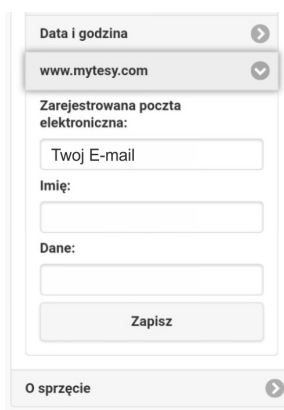 Data i godzina
www.mytesy.com
Zarejestrowana poczta
elektroniczna:
Twoj E-mail
Imię:
Dane:
Zapisz
O sprzęcie